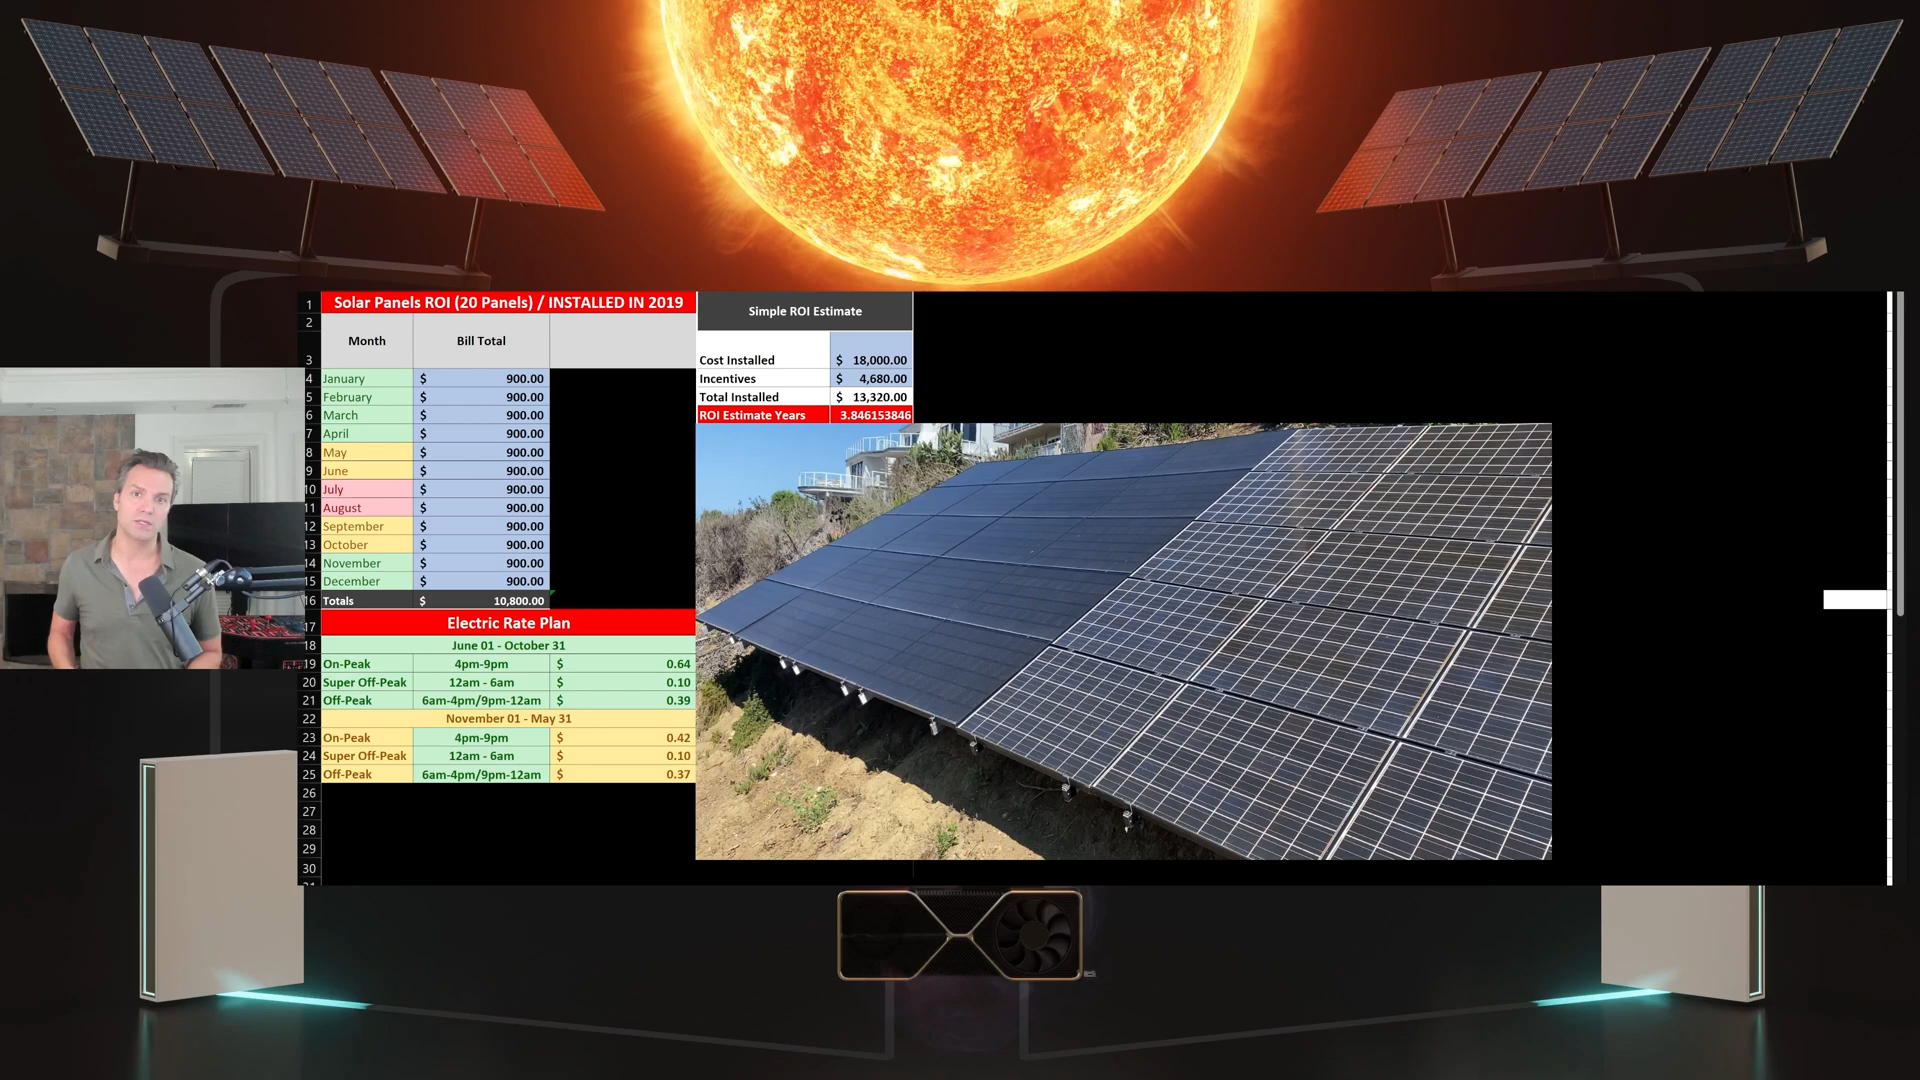 1 Solar Panels ROI (20 Panels) / INSTALLED IN 2019
2
3 Month Bill Total
4 January $ 900.00
5 February $ 900.00
6 March $ 900.00
7 April $ 900.00
8 May $ 900.00
9 June $ 900.00
10 July $ 900.00
11 August $ 900.00
12 September $ 900.00
13 October $ 900.00
14 November $ 900.00
15 December $ 900.00
16 Totals $ 10,800.00
17 Electric Rate Plan
18 June 01 - October 31
19 On-Peak 4pm-9pm $ 0.64
20 Super Off-Peak 12am - 6am $ 0.10
21 Off-Peak 6am-4pm/9pm-12am $ 0.39
22 November 01 - May 31
23 On-Peak 4pm-9pm $ 0.42
24 Super Off-Peak 12am - 6am $ 0.10
25 Off-Peak 6am-4pm/9pm-12am $ 0.37
26
27
28
29
30
Simple ROI Estimate
Cost Installed $ 18,000.00
Incentives $ 4,680.00
Total Installed $ 13,320.00
ROI Estimate Years 3.846153846